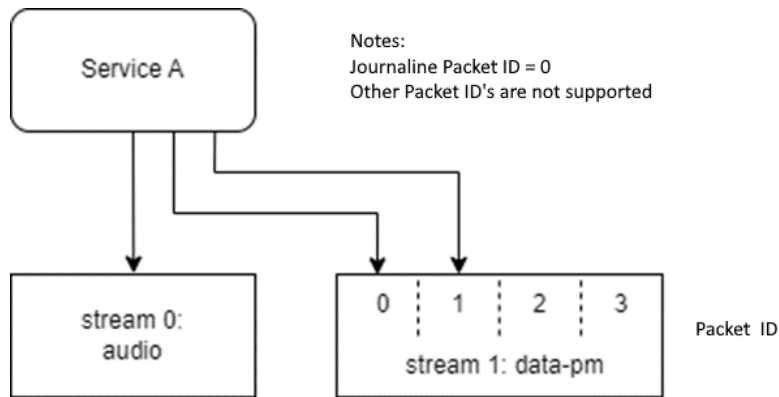 Service A
Notes:
Journaline Packet ID = 0
Other Packet ID's are not supported
stream 0:
audio
0 1 2 3
stream 1: data-pm
Packet ID